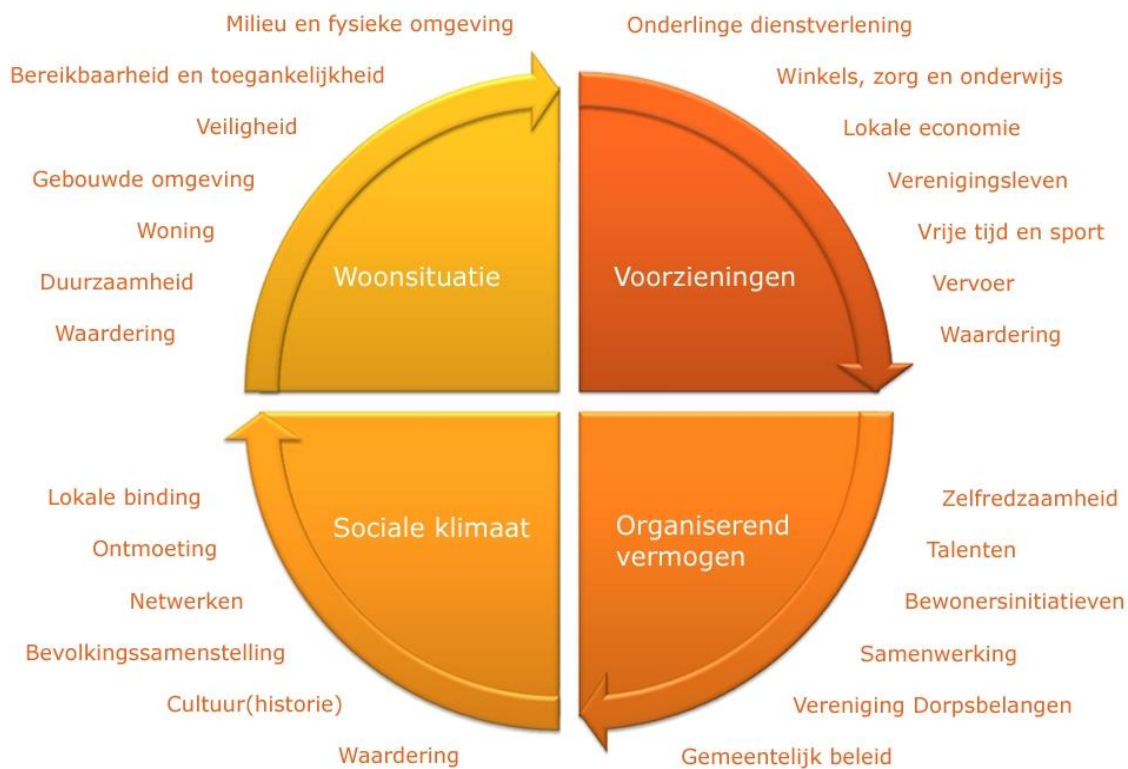 Milieu en fysieke omgeving
Bereikbaarheid en toegankelijkheid
Veiligheid
Gebouwde omgeving
Woning
Duurzaamheid
Waardering
Woonsituatie
Onderlinge dienstverlening
Winkels, zorg en onderwijs
Lokale economie
Verenigingsleven
Vrije tijd en sport
Vervoer
Waardering
Voorzieningen
Lokale binding
Ontmoeting
Netwerken
Bevolkingssamenstelling
Cultuur(historie)
Waardering
Sociale klimaat
Organiserend
vermogen
Zelfredzaamheid
Talenten
Bewonersinitiatieven
Samenwerking
Vereniging Dorpsbelangen
Gemeentelijk beleid